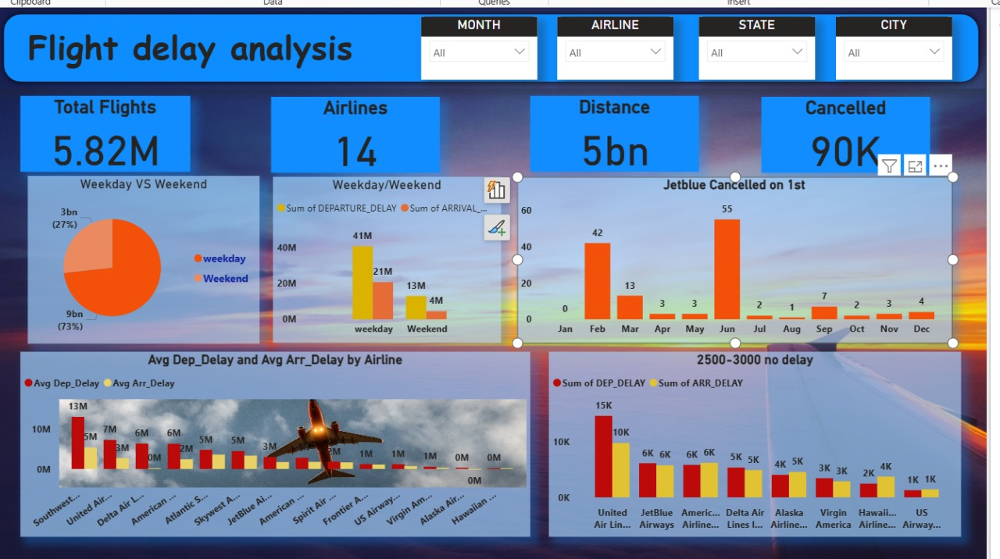 Clipboard
Data
Queries
Insert
Flight delay analysis
MONTH
All
AIRLINE
All
STATE
All
CITY
All
Total Flights
5.82M
Airlines
14
Distance
5bn
Cancelled
90K
Weekday VS Weekend
3bn
(27%)
9bn
(73%)
weekday
Weekend
Weekday/Weekend
Sum of DEPARTURE_DELAY Sum of ARRIVAL_...
41M
21M
13M
4M
40M
20M
0M
weekday Weekend
Jetblue Cancelled on 1st
60
40
20
0
0 42 13 3 3 55 2 1 7 2 3 4
Jan Feb Mar Apr May Jun Jul Aug Sep Oct Nov Dec
Avg Dep_Delay and Avg Arr_Delay by Airline
Avg Dep_Delay Avg Arr_Delay
10M
0M
13M 5M 7M 3M 6M 0M 6M 2M 5M 5M 3M 2M 1M 1M 1M 0M 0M 0M
Southwest...
United Air...
Delta Air L...
American ...
Atlantic S...
Skywest A...
JetBlue Ai...
American ...
Spirit Air ...
Frontier A...
US Airway...
Virgin Am...
Alaska Air...
Hawaiian ...
2500-3000 no delay
Sum of DEP_DELAY Sum of ARR_DELAY
10K
0K
15K 10K 6K 6K 6K 6K 5K 5K 4K 5K 3K 3K 2K 4K 1K 1K
United
Air Lin...
JetBlue
Airways
Americ...
Airline...
Delta Air
Lines I...
Alaska
Airline...
Virgin
America
Hawaii...
Airline...
US
Airway...